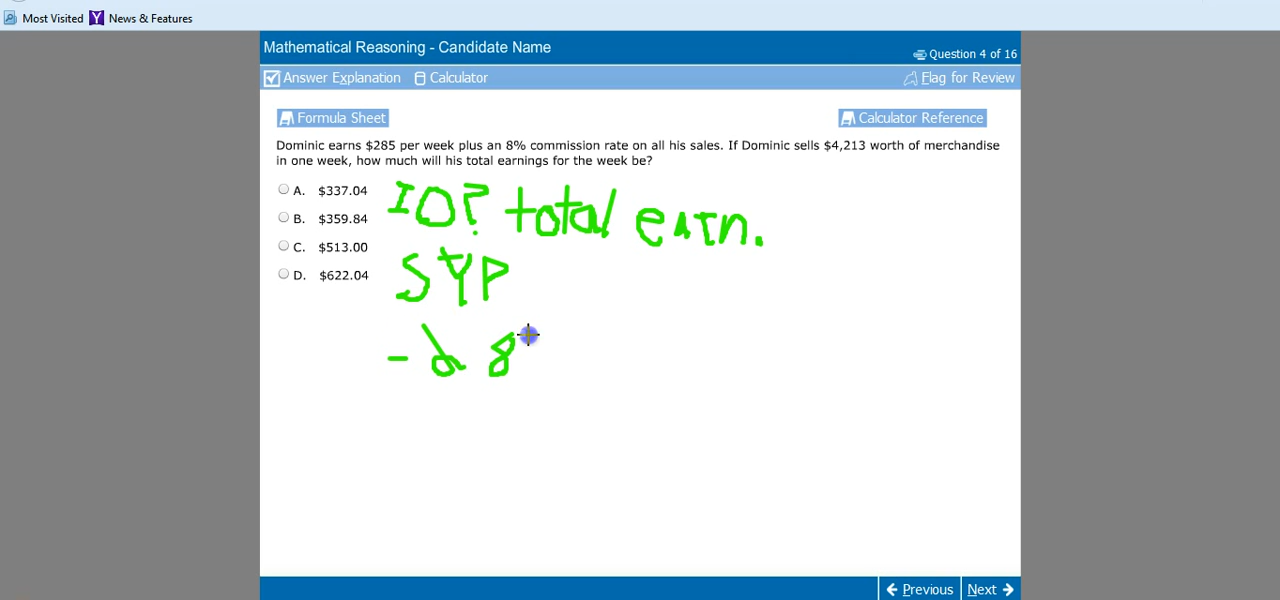 Most Visited News & Features
Mathematical Reasoning - Candidate Name
Question 4 of 16
Answer Explanation Calculator Flag for Review
Formula Sheet Calculator Reference
Dominic earns $285 per week plus an 8% commission rate on all his sales. If Dominic sells $4,213 worth of merchandise
in one week, how much will his total earnings for the week be?
A. $337.04
B. $359.84
C. $513.00
D. $622.04
IO? total earn.
SYP
- 8
Previous Next